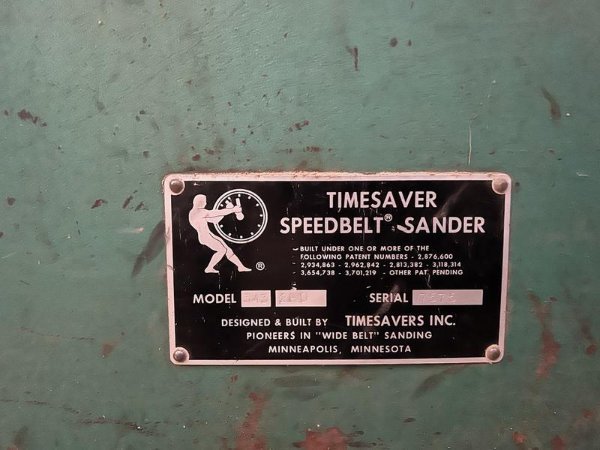 TIMESAVER
SPEEDBELT® SANDER
BUILT UNDER ONE OR MORE OF THE
FOLLOWING PATENT NUMBERS - 2,876,600
2,934,863 - 2,962,842 - 2,813,382 - 3,118,314
3,654,738 - 3,701,219 - OTHER PAT. PENDING
®
MODEL SERIAL
DESIGNED & BUILT BY TIMESAVERS INC.
PIONEERS IN "WIDE BELT" SANDING
MINNEAPOLIS, MINNESOTA